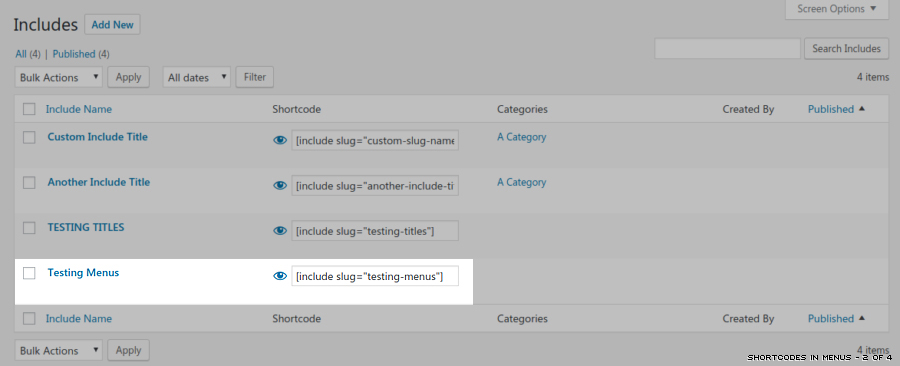 Screen Options ▼
Includes Add New
All (4) | Published (4)
Search Includes
Bulk Actions ▼ Apply All dates ▼ Filter 4 items
Include Name Shortcode Categories Created By Published ▲
Custom Include Title [include slug="custom-slug-name A Category
Another Include Title [include slug="another-include-ti A Category
TESTING TITLES [include slug="testing-titles"]
Testing Menus [include slug="testing-menus"]
Include Name Shortcode Categories Created By Published ▲
Bulk Actions ▼ Apply 4 items
SHORTCODES IN MENUS - 2 OF 4